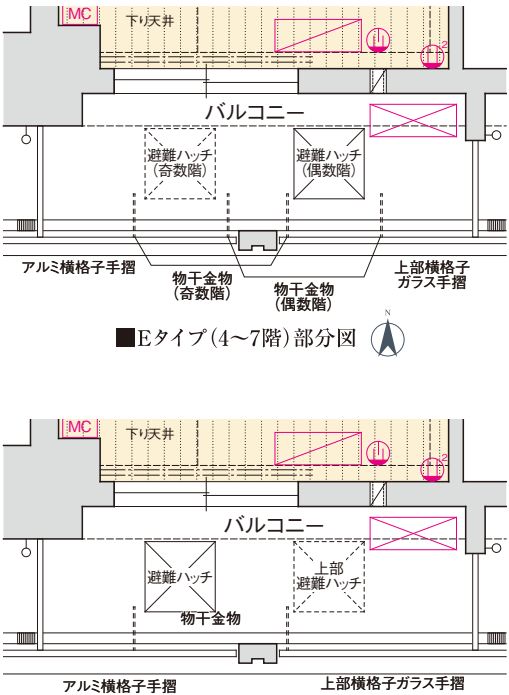 MC
下り天井
2
バルコニー
避難ハッチ
(奇数階)
避難ハッチ
(偶数階)
アルミ横格子手摺
物干金物
(奇数階)
物干金物
(偶数階)
上部横格子
ガラス手摺
■Eタイプ(4〜7階)部分図
N
MC
下り天井
2
バルコニー
避難ハッチ
上部
避難ハッチ
物干金物
アルミ横格子手摺
上部横格子ガラス手摺